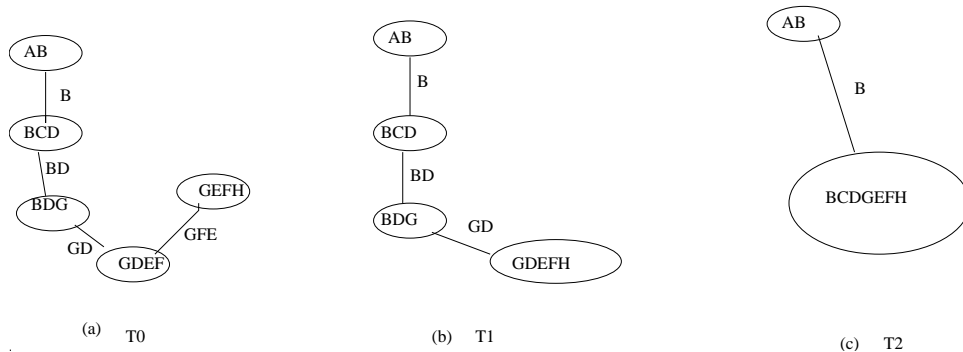 AB
B
BCD
BD
BDG
GD
GDEF
GFE
GEFH
(a) T0
AB
B
BCD
BD
BDG
GD
GDEFH
(b) T1
AB
B
BCDGEFH
(c) T2